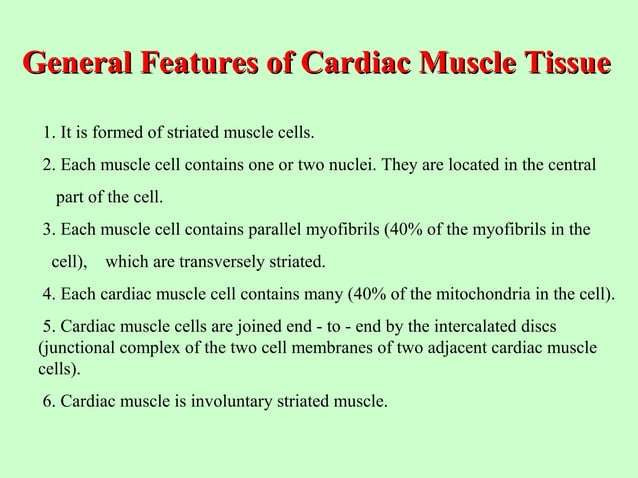 General Features of Cardiac Muscle Tissue
1. It is formed of striated muscle cells.
2. Each muscle cell contains one or two nuclei. They are located in the central
part of the cell.
3. Each muscle cell contains parallel myofibrils (40% of the myofibrils in the
cell), which are transversely striated.
4. Each cardiac muscle cell contains many (40% of the mitochondria in the cell).
5. Cardiac muscle cells are joined end - to - end by the intercalated discs
(junctional complex of the two cell membranes of two adjacent cardiac muscle
cells).
6. Cardiac muscle is involuntary striated muscle.